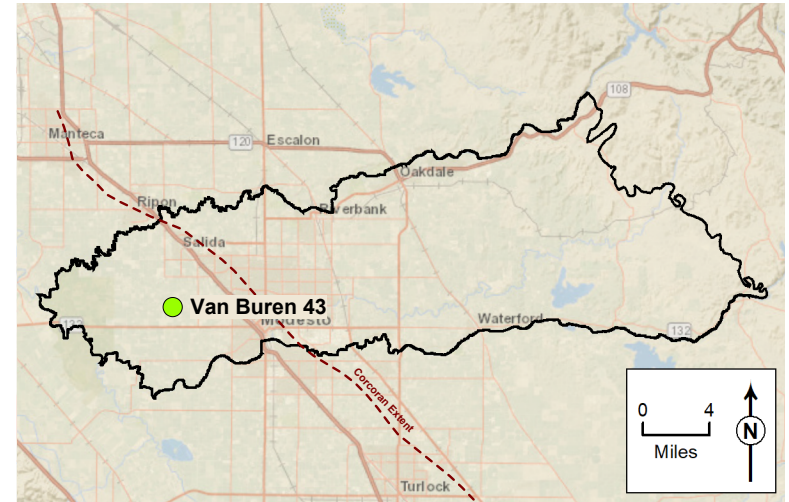 108
Manteca
120
Escalon
Oakdale
Ripon
Riverbank
Salida
Van Buren 43
Modesto
Waterford
132
132
Corcoran Extent
Turlock
0 4
Miles
N